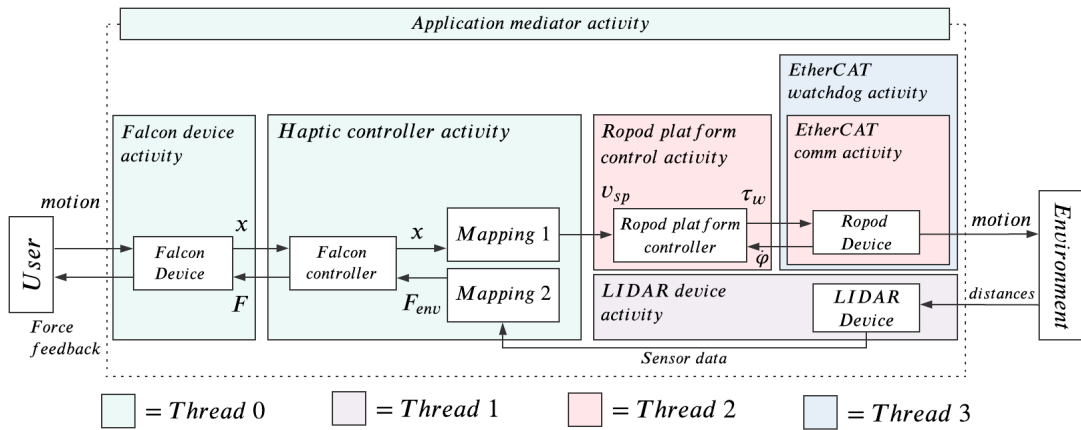 Application mediator activity
EtherCAT
watchdog activity
Falcon device
activity
Haptic controller activity
Ropod platform
control activity
EtherCAT
comm activity
motion
x
x
v_sp
τ_w
User
Falcon
Device
Falcon
controller
Mapping 1
Ropod platform
controller
Ropod
Device
motion
Environment
F
F_env
Mapping 2
φ̇
LIDAR device
activity
LIDAR
Device
distances
Force
feedback
Sensor data
= Thread 0
= Thread 1
= Thread 2
= Thread 3